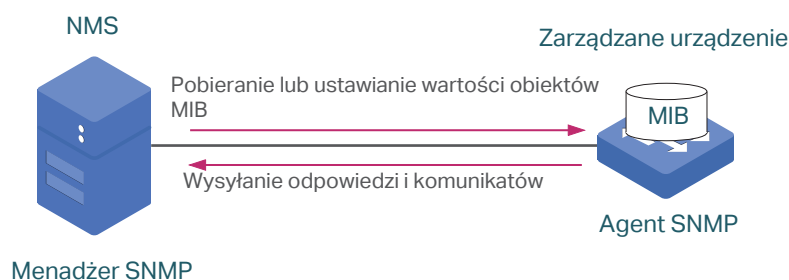 NMS
Zarządzane urządzenie
Pobieranie lub ustawianie wartości obiektów
MIB
MIB
Wysyłanie odpowiedzi i komunikatów
Agent SNMP
Menadżer SNMP